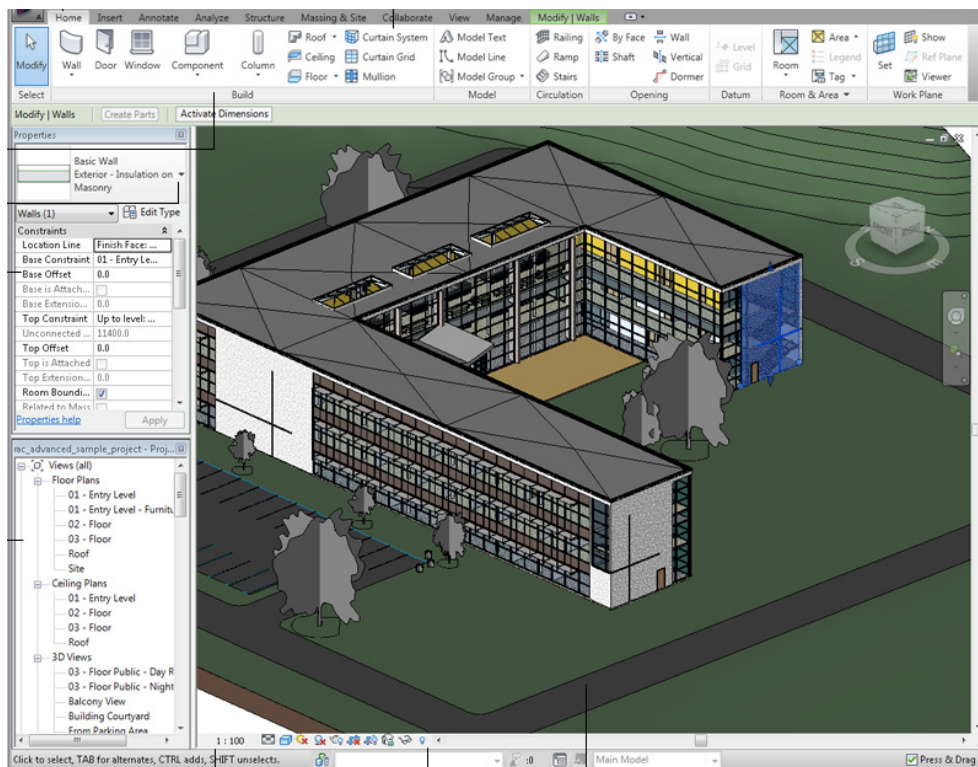 Home Insert Annotate Analyze Structure Massing & Site Collaborate View Manage Modify | Walls
Modify
Wall Door Window Component Column
Roof Curtain System
Ceiling Curtain Grid
Floor Mullion
Model Text
Model Line
Model Group
Railing
Ramp
Stairs
By Face Wall
Shaft Vertical
Dormer
Level
Grid
Room
Area
Legend
Tag
Set
Show
Ref Plane
Viewer
Select Build Model Circulation Opening Datum Room & Area Work Plane
Modify | Walls Create Parts Activate Dimensions
Properties
Basic Wall
Exterior - Insulation on
Masonry
Walls (1) Edit Type
Constraints
Location Line Finish Face: ...
Base Constraint 01 - Entry Le...
Base Offset 0.0
Base is Attach...
Base Extensio... 0.0
Top Constraint Up to level: ...
Unconnected ... 11400.0
Top Offset 0.0
Top is Attached
Top Extension... 0.0
Room Boundi...
Related to Mass
Properties help Apply
rac_advanced_sample_project - Proj...
Views (all)
Floor Plans
01 - Entry Level
01 - Entry Level - Furnitu
02 - Floor
03 - Floor
Roof
Site
Ceiling Plans
01 - Entry Level
02 - Floor
03 - Floor
Roof
3D Views
03 - Floor Public - Day R
03 - Floor Public - Night
Balcony View
Building Courtyard
From Parking Area
FRONT RIGHT
S E
1 : 100
Click to select, TAB for alternates, CTRL adds, SHIFT unselects. :0 Main Model Press & Drag